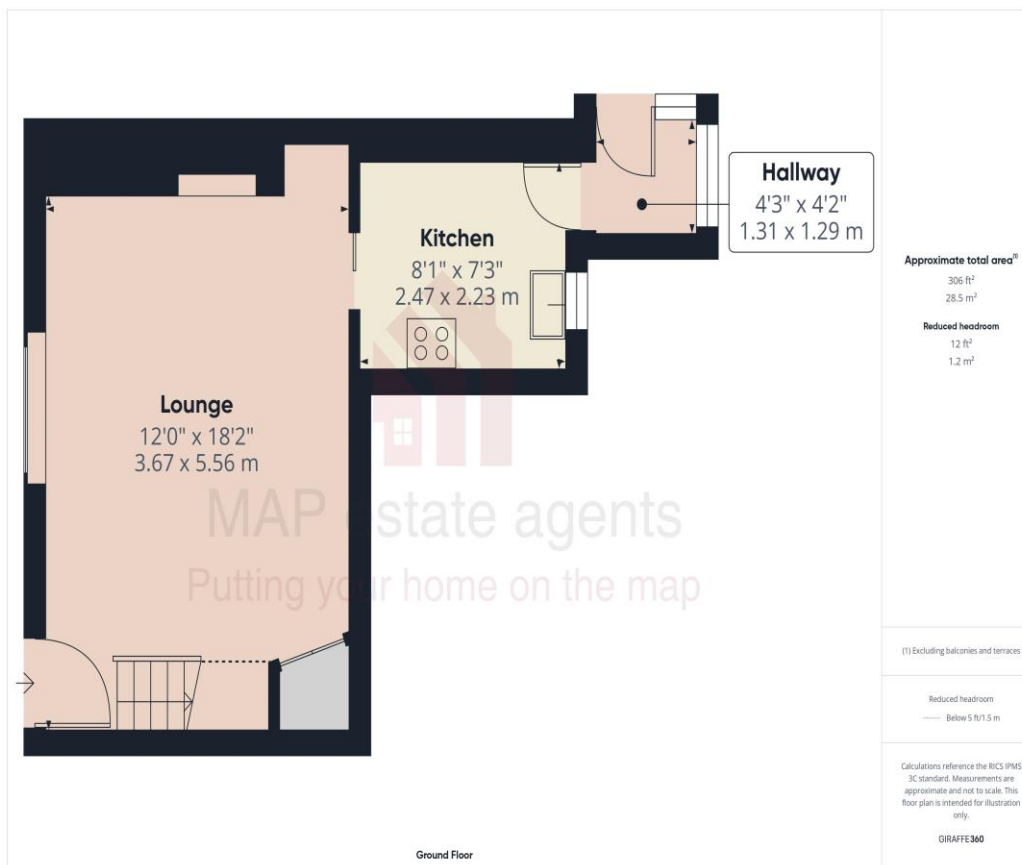 Hallway
4'3" x 4'2"
1.31 x 1.29 m
Kitchen
8'1" x 7'3"
2.47 x 2.23 m
Lounge
12'0" x 18'2"
3.67 x 5.56 m
MAP estate agents
Putting your home on the map
Ground Floor
Approximate total area(1)
306 ft²
28.5 m²
Reduced headroom
12 ft²
1.2 m²
(1) Excluding balconies and terraces
Reduced headroom
Below 5 ft/1.5 m
Calculations reference the RICS IPMS
3C standard. Measurements are
approximate and not to scale. This
floor plan is intended for illustration
only.
GIRAFFE360